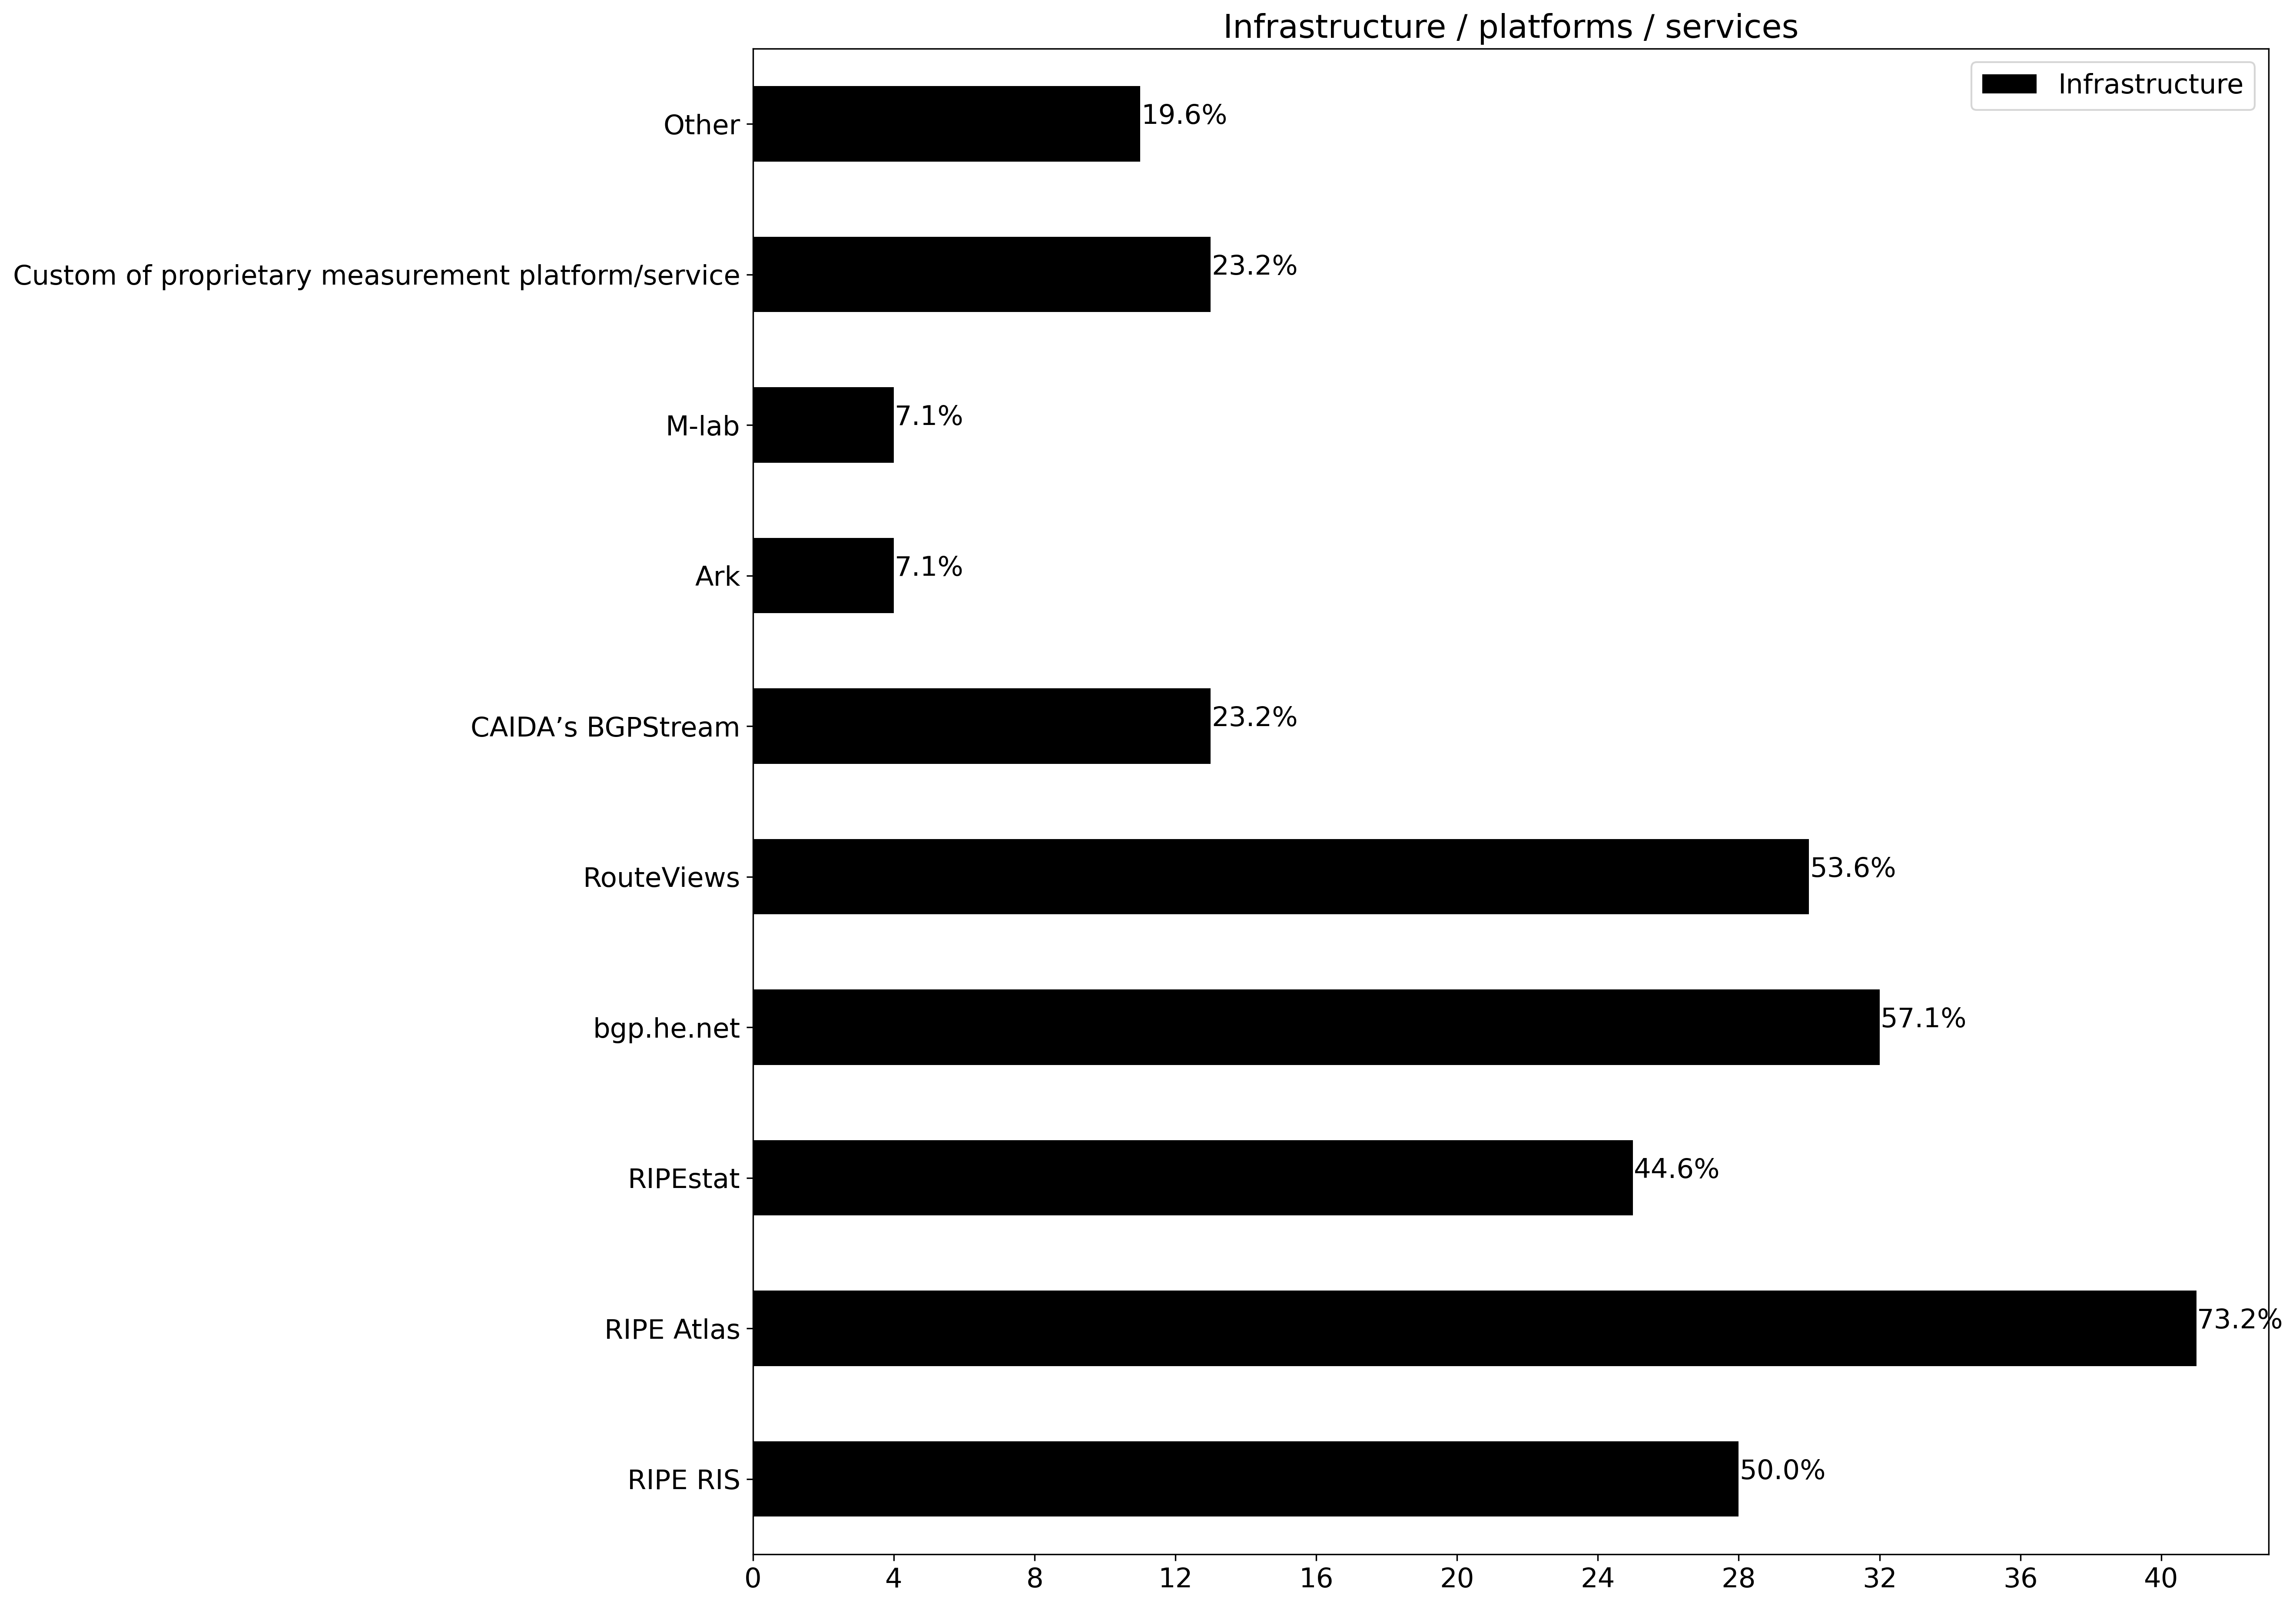 Infrastructure / platforms / services
Infrastructure
Other
19.6%
Custom of proprietary measurement platform/service
23.2%
M-lab
7.1%
Ark
7.1%
CAIDA’s BGPStream
23.2%
RouteViews
53.6%
bgp.he.net
57.1%
RIPEstat
44.6%
RIPE Atlas
73.2%
RIPE RIS
50.0%
0 4 8 12 16 20 24 28 32 36 40